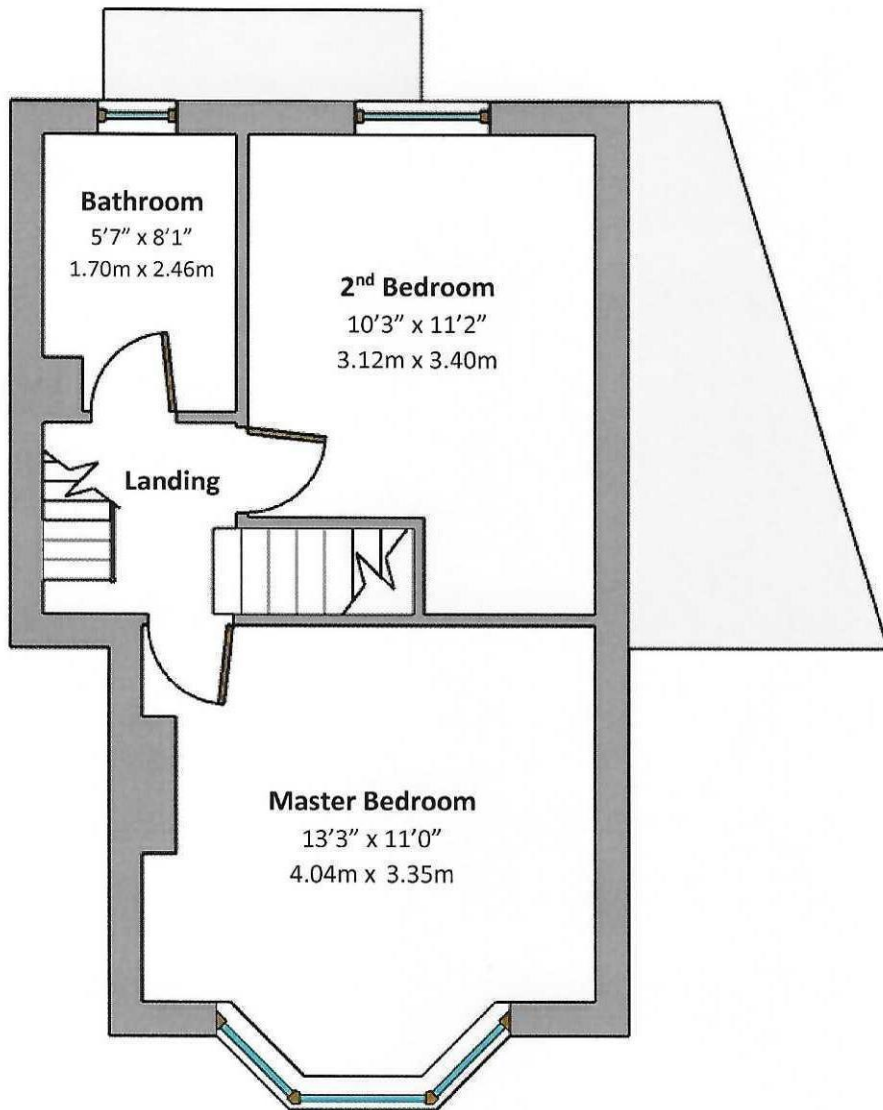 Bathroom
5’7” x 8’1”
1.70m x 2.46m
2nd Bedroom
10’3” x 11’2”
3.12m x 3.40m
Landing
Master Bedroom
13’3” x 11’0”
4.04m x 3.35m